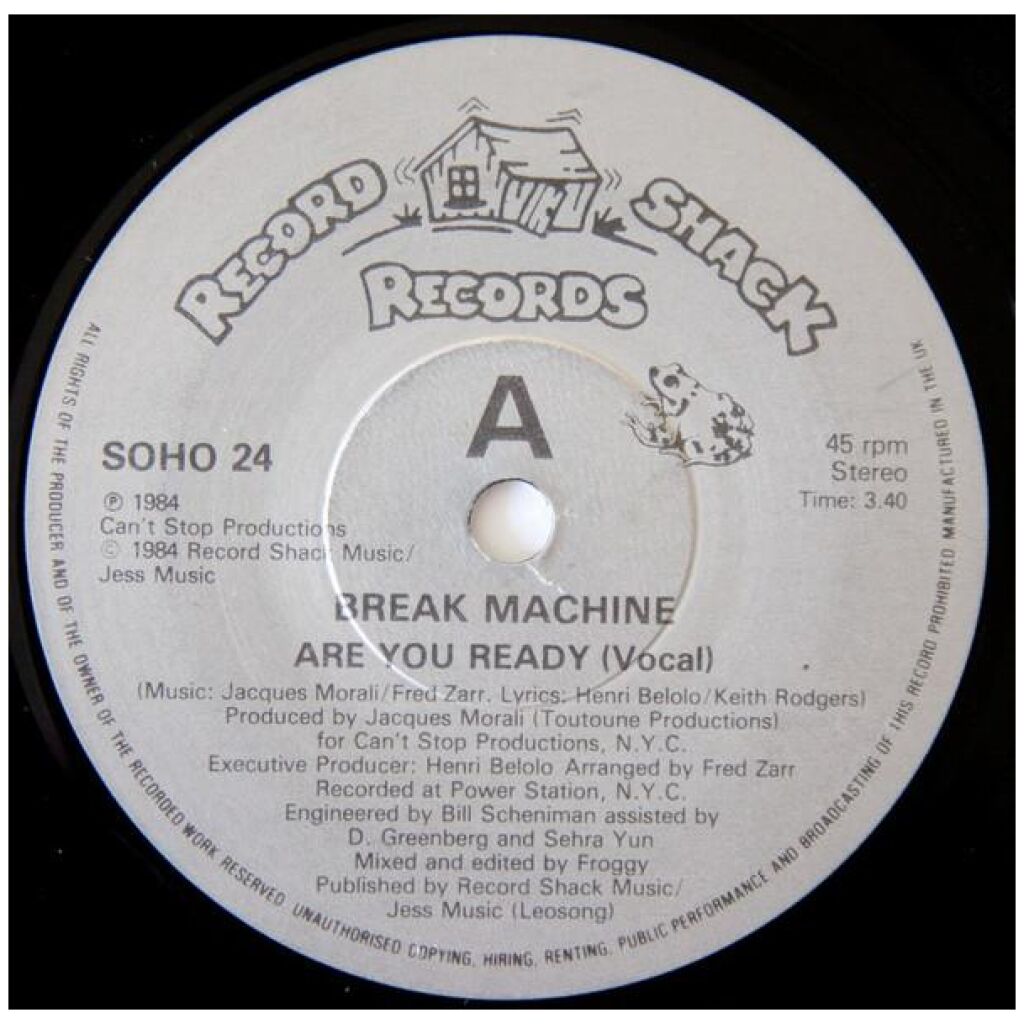 RECORD SHACK
RECORDS
A
SOHO 24
℗ 1984
Can't Stop Productions
© 1984 Record Shack Music/
Jess Music
45 rpm
Stereo
Time: 3.40
BREAK MACHINE
ARE YOU READY (Vocal)
(Music: Jacques Morali/Fred Zarr. Lyrics: Henri Belolo/Keith Rodgers)
Produced by Jacques Morali (Toutoune Productions)
for Can't Stop Productions, N.Y.C.
Executive Producer: Henri Belolo Arranged by Fred Zarr
Recorded at Power Station, N.Y.C.
Engineered by Bill Scheniman assisted by
D. Greenberg and Sehra Yun
Mixed and edited by Froggy
Published by Record Shack Music/
Jess Music (Leosong)
ALL RIGHTS OF THE PRODUCER AND OF THE OWNER OF THE RECORDED WORK RESERVED UNAUTHORISED COPYING, HIRING, RENTING, PUBLIC PERFORMANCE AND BROADCASTING OF THIS RECORD PROHIBITED MANUFACTURED IN THE UK